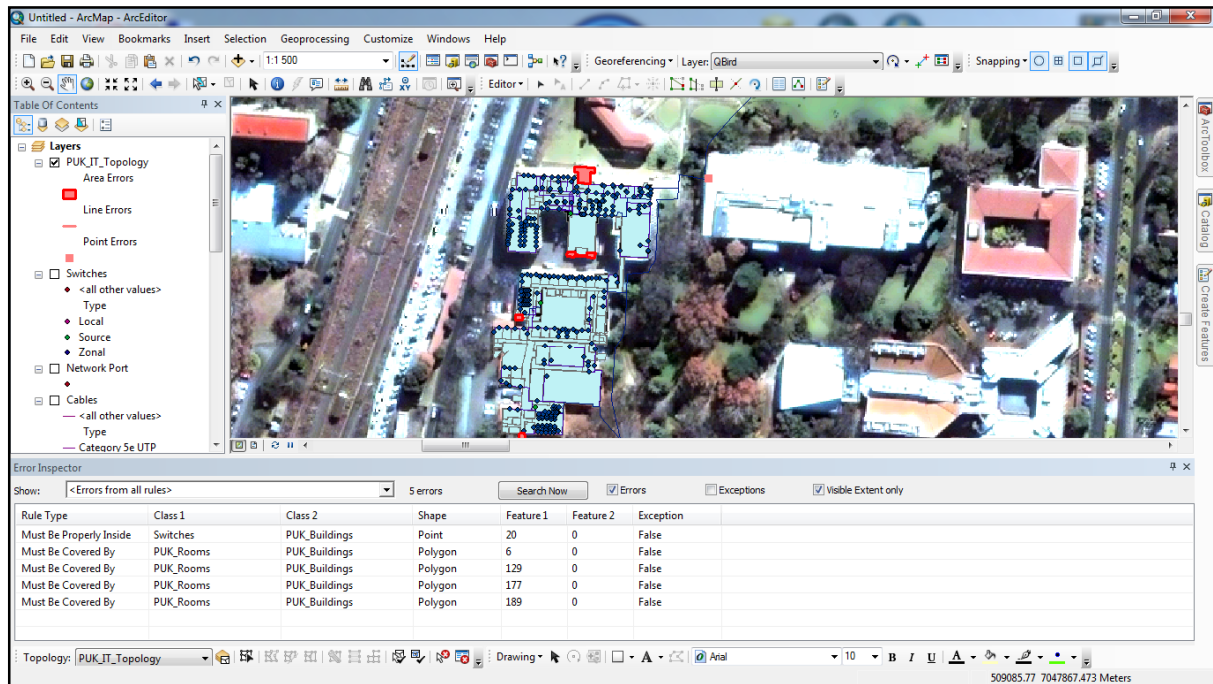 Untitled - ArcMap - ArcEditor
File Edit View Bookmarks Insert Selection Geoprocessing Customize Windows Help
1:1 500 Georeferencing Layer: QBird Snapping
Editor
Table Of Contents
Layers
PUK_IT_Topology
Area Errors
Line Errors
Point Errors
Switches
<all other values>
Type
Local
Source
Zonal
Network Port
Cables
<all other values>
Type
Category 5e UTP
ArcToolbox
Catalog
Create Features
Error Inspector
Show: <Errors from all rules> 5 errors Search Now Errors Exceptions Visible Extent only
Rule Type Class 1 Class 2 Shape Feature 1 Feature 2 Exception
Must Be Properly Inside Switches PUK_Buildings Point 20 0 False
Must Be Covered By PUK_Rooms PUK_Buildings Polygon 6 0 False
Must Be Covered By PUK_Rooms PUK_Buildings Polygon 129 0 False
Must Be Covered By PUK_Rooms PUK_Buildings Polygon 177 0 False
Must Be Covered By PUK_Rooms PUK_Buildings Polygon 189 0 False
Topology: PUK_IT_Topology Drawing A Arial 10 B I U A
509085.77 7047867.473 Meters